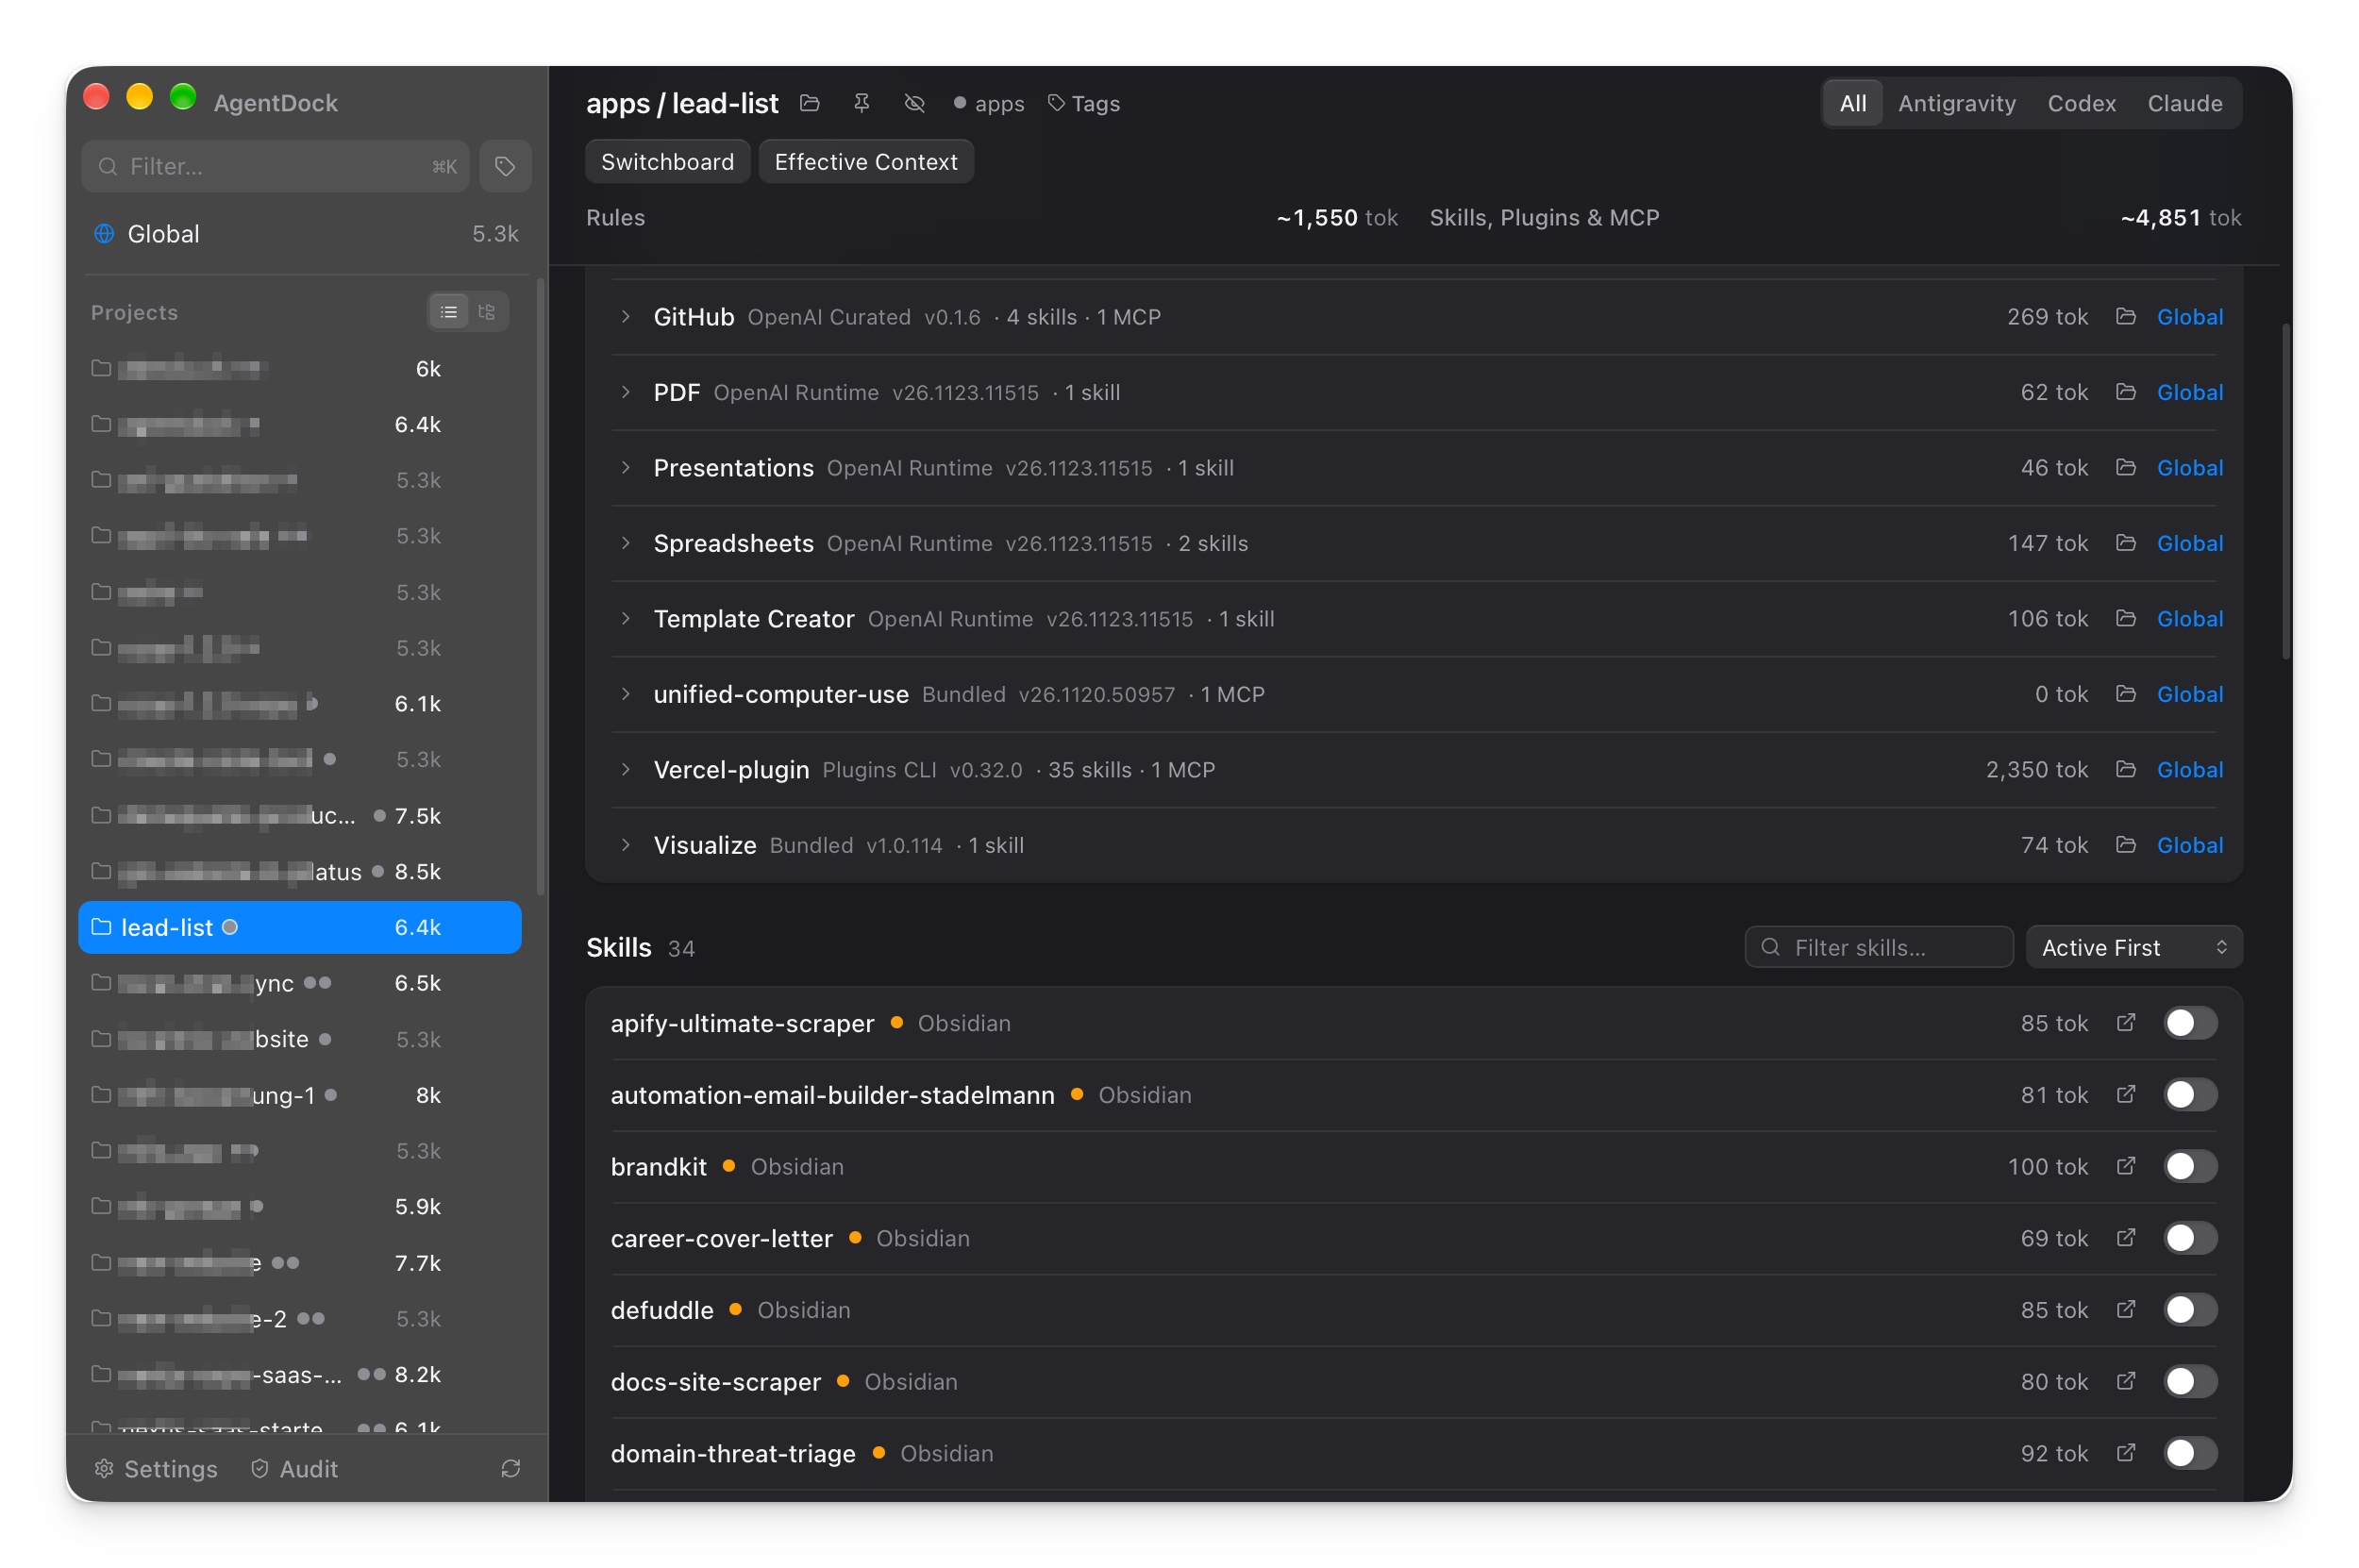 AgentDock
Filter... ⌘K
Global 5.3k
Projects
6k
6.4k
5.3k
5.3k
5.3k
5.3k
6.1k
5.3k
uc... 7.5k
latus 8.5k
lead-list 6.4k
ync 6.5k
bsite 5.3k
ung-1 8k
5.3k
5.9k
e 7.7k
e-2 5.3k
-saas-... 8.2k
-saas-starte 6.1k
Settings Audit
apps / lead-list apps Tags
All Antigravity Codex Claude
Switchboard Effective Context
Rules ~1,550 tok Skills, Plugins & MCP ~4,851 tok
GitHub OpenAI Curated v0.1.6 · 4 skills · 1 MCP 269 tok Global
PDF OpenAI Runtime v26.1123.11515 · 1 skill 62 tok Global
Presentations OpenAI Runtime v26.1123.11515 · 1 skill 46 tok Global
Spreadsheets OpenAI Runtime v26.1123.11515 · 2 skills 147 tok Global
Template Creator OpenAI Runtime v26.1123.11515 · 1 skill 106 tok Global
unified-computer-use Bundled v26.1120.50957 · 1 MCP 0 tok Global
Vercel-plugin Plugins CLI v0.32.0 · 35 skills · 1 MCP 2,350 tok Global
Visualize Bundled v1.0.114 · 1 skill 74 tok Global
Skills 34 Filter skills... Active First
apify-ultimate-scraper Obsidian 85 tok
automation-email-builder-stadelmann Obsidian 81 tok
brandkit Obsidian 100 tok
career-cover-letter Obsidian 69 tok
defuddle Obsidian 85 tok
docs-site-scraper Obsidian 80 tok
domain-threat-triage Obsidian 92 tok